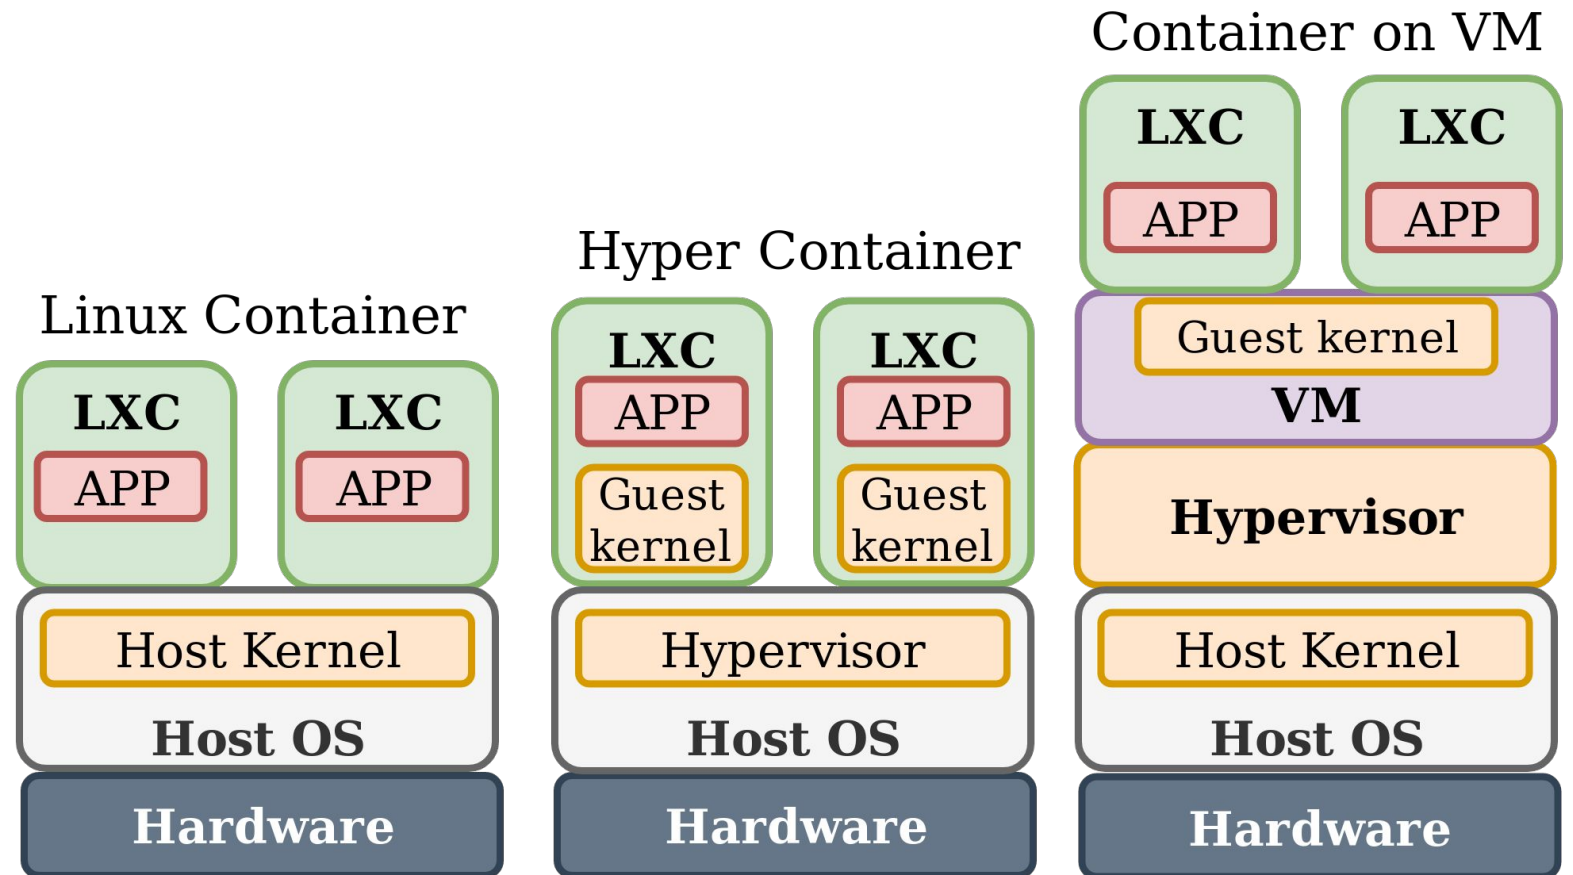 Linux Container
LXC
APP
LXC
APP
Host Kernel
Host OS
Hardware
Hyper Container
LXC
APP
Guest
kernel
LXC
APP
Guest
kernel
Hypervisor
Host OS
Hardware
Container on VM
LXC
APP
LXC
APP
Guest kernel
VM
Hypervisor
Host Kernel
Host OS
Hardware